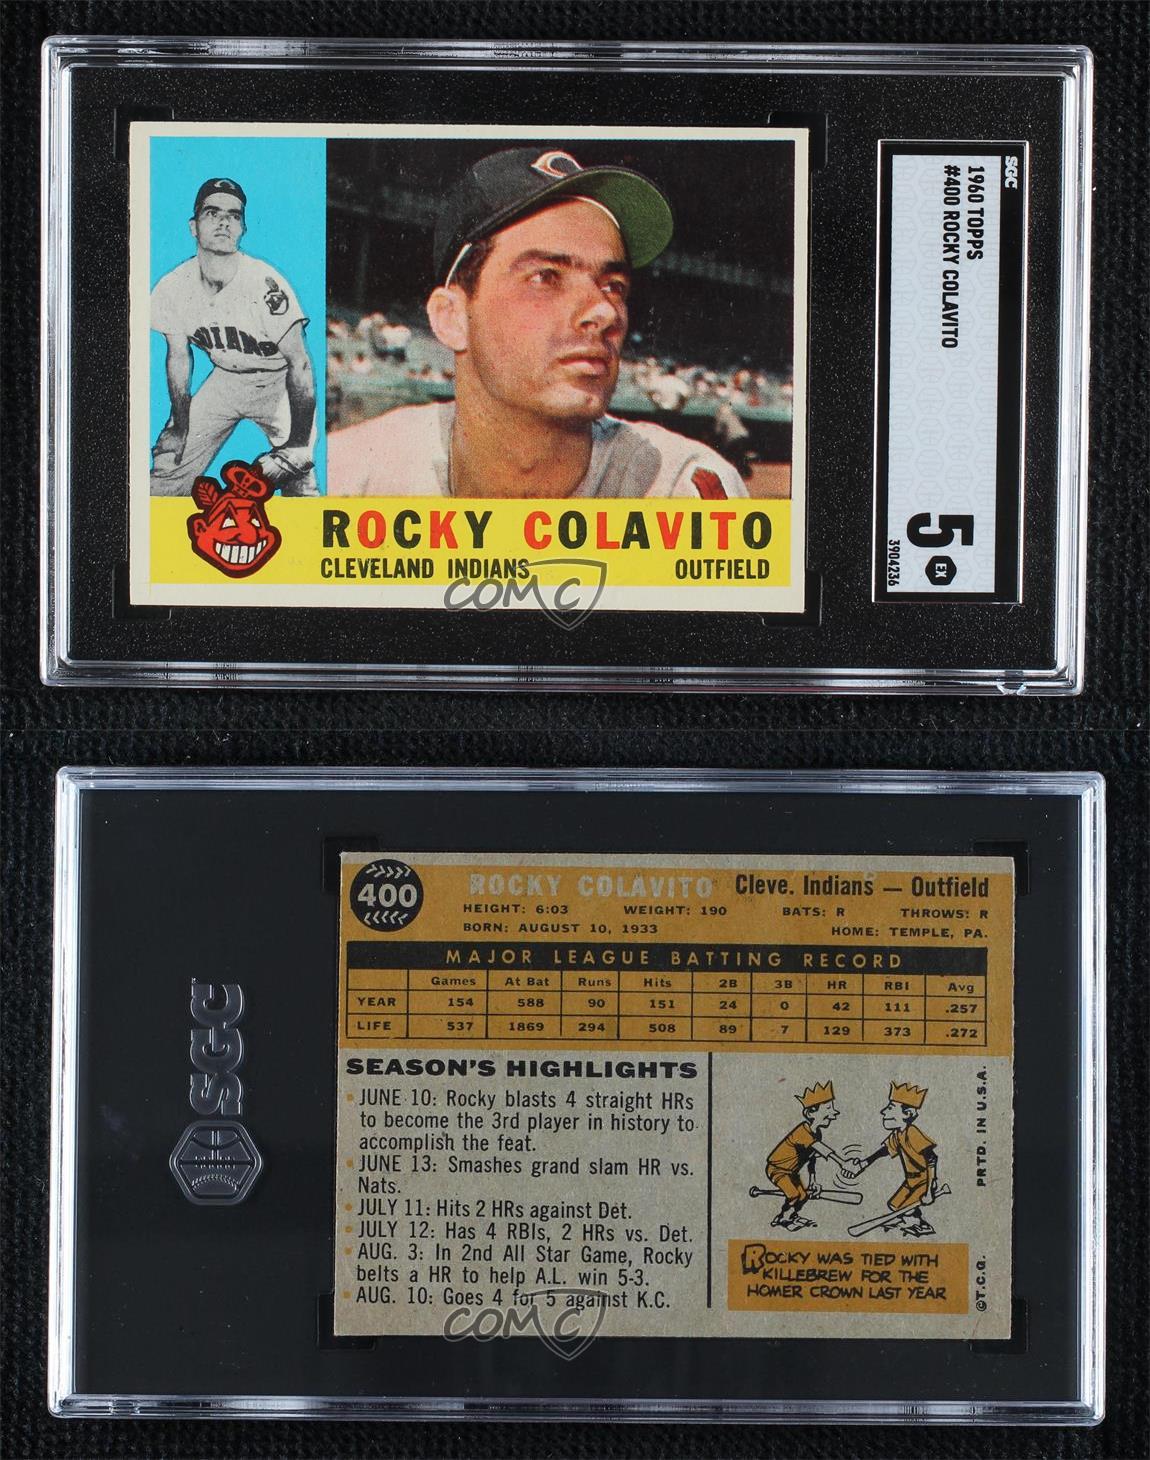 INDIANS
ROCKY COLAVITO
CLEVELAND INDIANS OUTFIELD
COMC
SGC
1960 TOPPS
#400 ROCKY COLAVITO
5
EX
3904236
SGC
400
ROCKY COLAVITO Cleve. Indians — Outfield
HEIGHT: 6:03 WEIGHT: 190 BATS: R THROWS: R
BORN: AUGUST 10, 1933 HOME: TEMPLE, PA.
MAJOR LEAGUE BATTING RECORD
Games At Bat Runs Hits 2B 3B HR RBI Avg
YEAR 154 588 90 151 24 0 42 111 .257
LIFE 537 1869 294 508 89 7 129 373 .272
SEASON'S HIGHLIGHTS
JUNE 10: Rocky blasts 4 straight HRs
to become the 3rd player in history to
accomplish the feat.
JUNE 13: Smashes grand slam HR vs.
Nats.
JULY 11: Hits 2 HRs against Det.
JULY 12: Has 4 RBIs, 2 HRs vs. Det.
AUG. 3: In 2nd All Star Game, Rocky
belts a HR to help A.L. win 5-3.
AUG. 10: Goes 4 for 5 against K.C.
ROCKY WAS TIED WITH
KILLEBREW FOR THE
HOMER CROWN LAST YEAR
©T.C.G. PRTD. IN U.S.A.
COMC